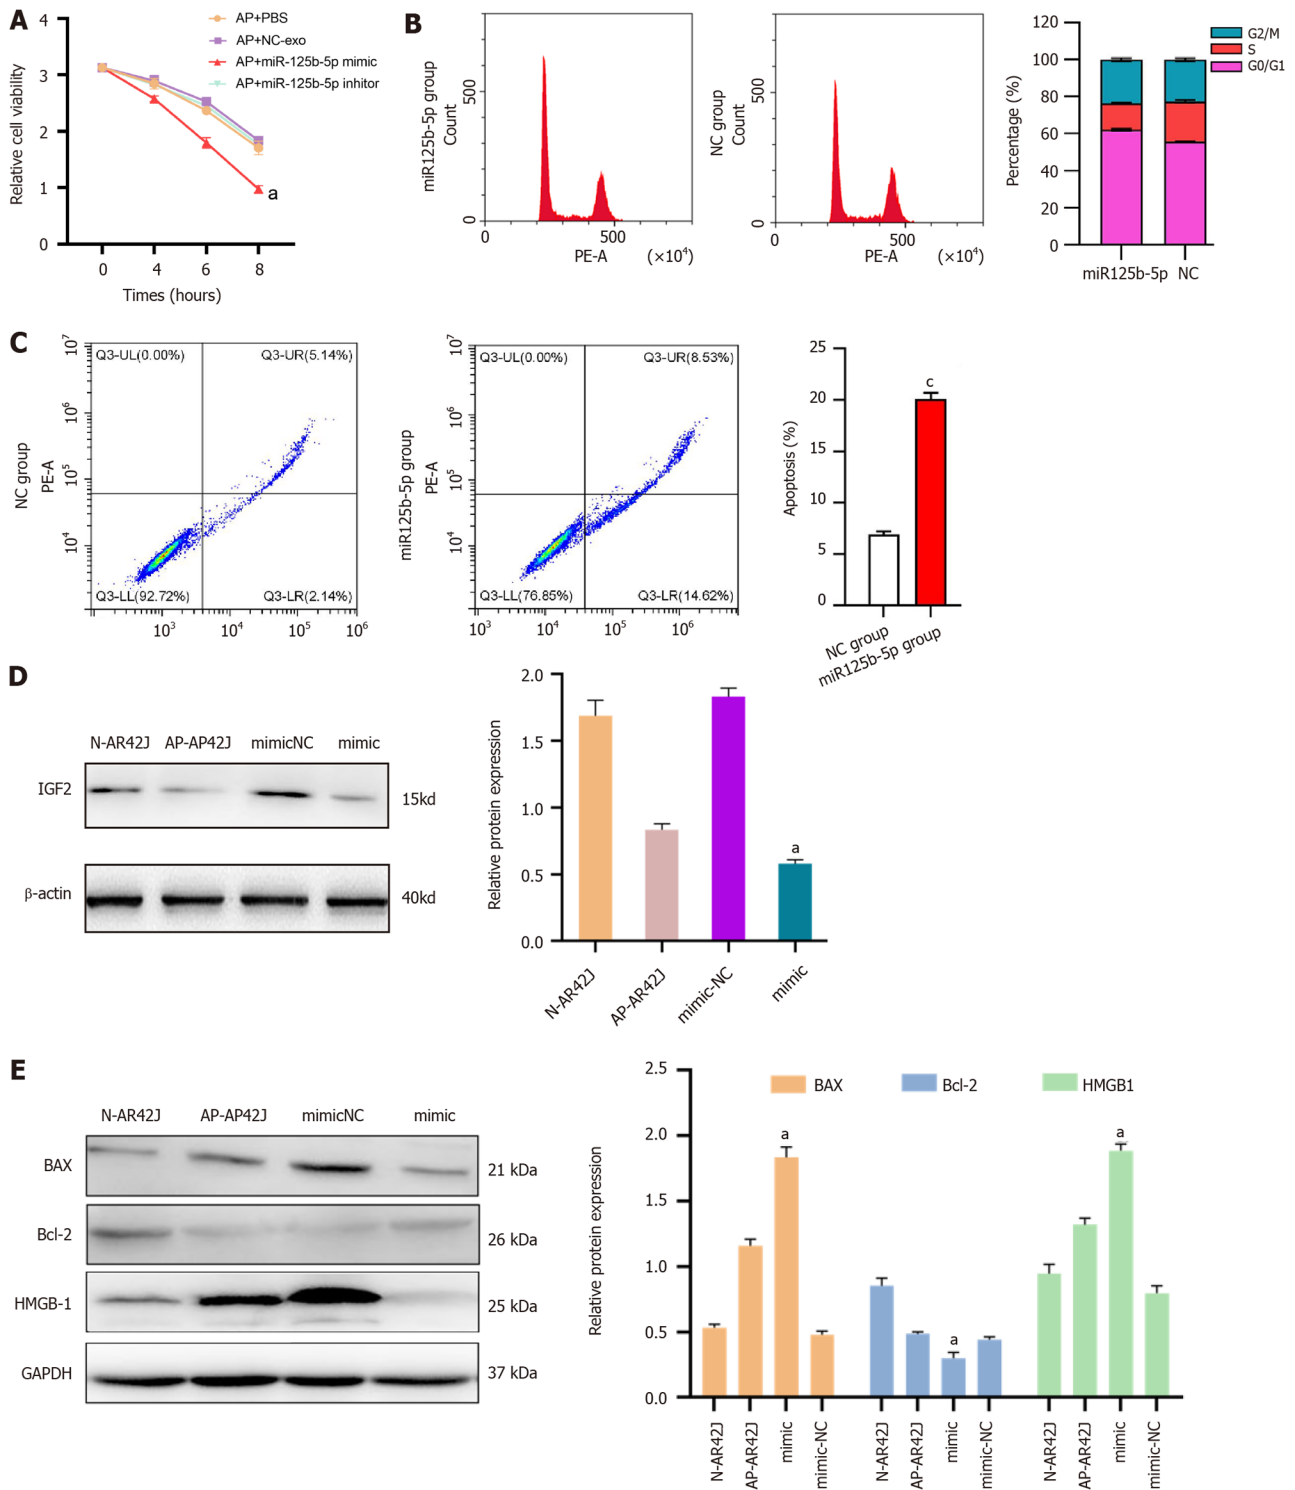 A
4
3
2
1
0
Relative cell viability
AP+PBS
AP+NC-exo
AP+miR-125b-5p mimic
AP+miR-125b-5p inhitor
a
0 4 6 8
Times (hours)
B
miR125b-5p group
Count
500
0
0 500
PE-A (×10⁴)
NC group
Count
500
0
0 500
PE-A (×10⁴)
Percentage (%)
120
100
80
60
40
20
0
G2/M
S
G0/G1
miR125b-5p NC
C
NC group
PE-A
10⁷
10⁶
10⁵
10⁴
Q3-UL(0.00%) Q3-UR(5.14%)
Q3-LL(92.72%) Q3-LR(2.14%)
10³ 10⁴ 10⁵ 10⁶
miR125b-5p group
PE-A
10⁷
10⁶
10⁵
10⁴
Q3-UL(0.00%) Q3-UR(8.53%)
Q3-LL(76.85%) Q3-LR(14.62%)
10³ 10⁴ 10⁵ 10⁶
Apoptosis (%)
25
20
15
10
5
0
c
NC group
miR125b-5p group
D
N-AR42J AP-AP42J mimicNC mimic
IGF2 15kd
β-actin 40kd
Relative protein expression
2.0
1.5
1.0
0.5
0.0
a
N-AR42J AP-AR42J mimic-NC mimic
E
N-AR42J AP-AP42J mimicNC mimic
BAX 21 kDa
Bcl-2 26 kDa
HMGB-1 25 kDa
GAPDH 37 kDa
Relative protein expression
2.5
2.0
1.5
1.0
0.5
0.0
BAX Bcl-2 HMGB1
a
a
a
N-AR42J AP-AR42J mimic mimic-NC N-AR42J AP-AR42J mimic mimic-NC N-AR42J AP-AR42J mimic mimic-NC